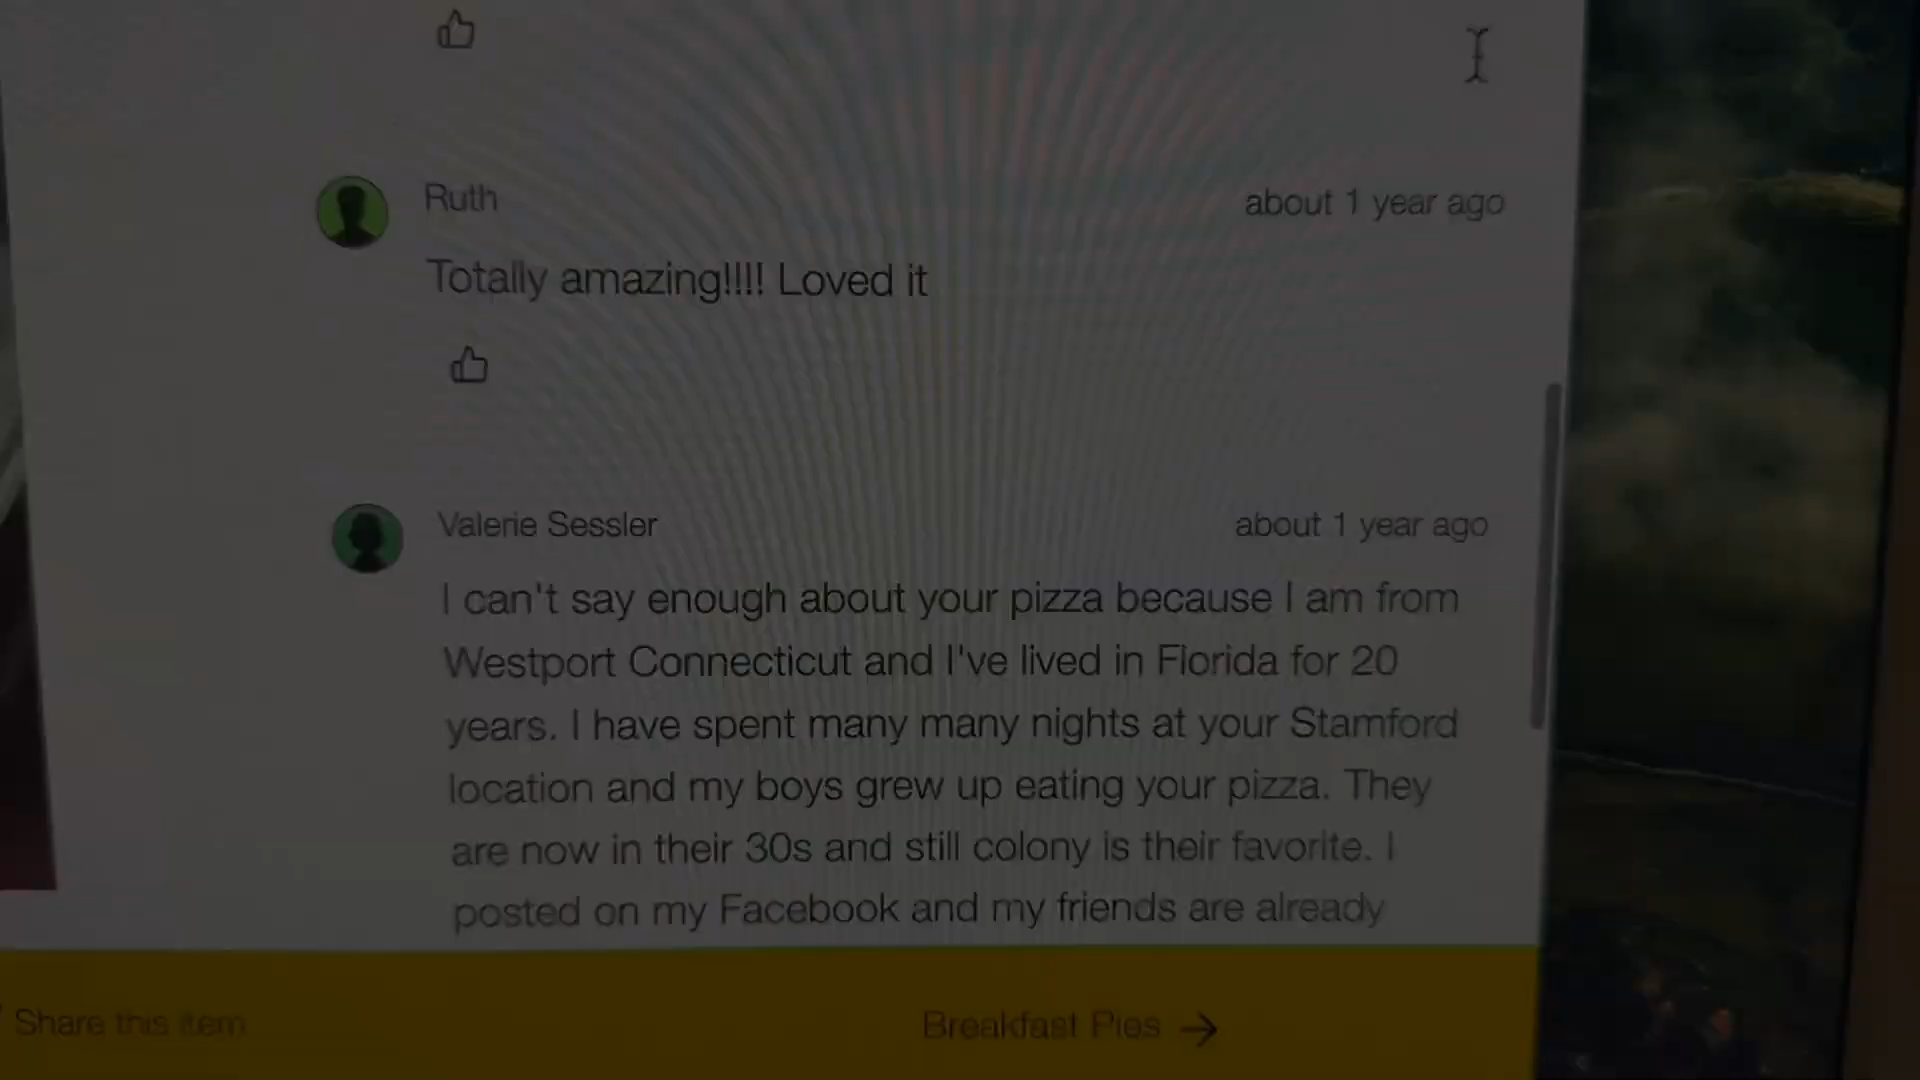 Ruth
about 1 year ago
Totally amazing!!!! Loved it
Valerie Sessler
about 1 year ago
I can't say enough about your pizza because I am from
Westport Connecticut and I've lived in Florida for 20
years. I have spent many many nights at your Stamford
location and my boys grew up eating your pizza. They
are now in their 30s and still colony is their favorite. I
posted on my Facebook and my friends are already
Share this item
Breakfast Pies →